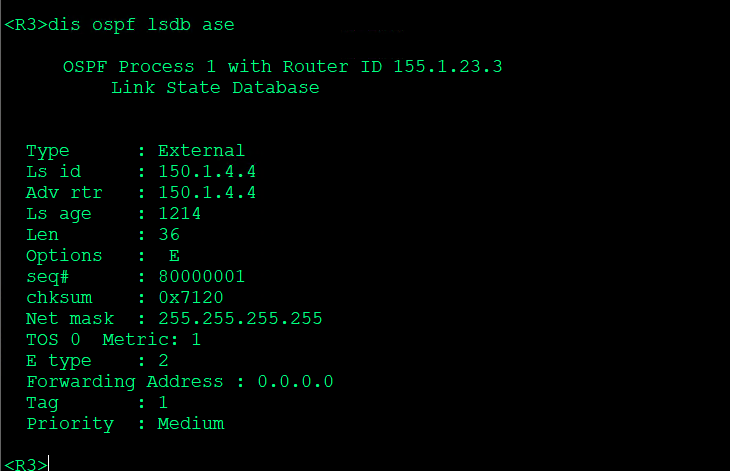 <R3>dis ospf lsdb ase
OSPF Process 1 with Router ID 155.1.23.3
Link State Database
Type      : External
Ls id     : 150.1.4.4
Adv rtr   : 150.1.4.4
Ls age    : 1214
Len       : 36
Options   :  E
seq#      : 80000001
chksum    : 0x7120
Net mask  : 255.255.255.255
TOS 0  Metric: 1
E type    : 2
Forwarding Address : 0.0.0.0
Tag       : 1
Priority  : Medium
<R3>